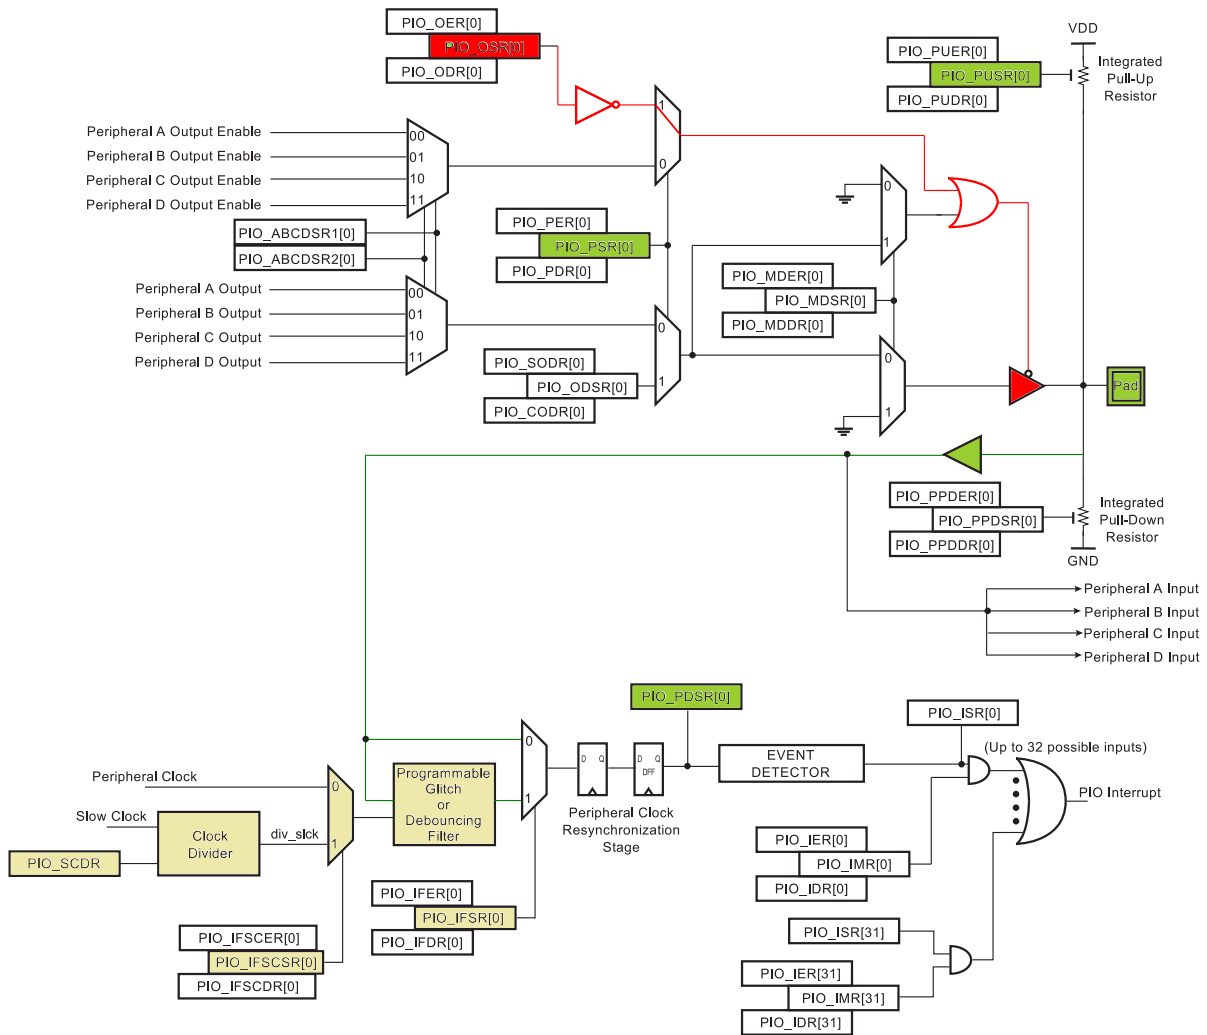 PIO_OER[0]
PIO_OSR[0]
PIO_ODR[0]
VDD
PIO_PUER[0]
PIO_PUSR[0]
PIO_PUDR[0]
Integrated
Pull-Up
Resistor
Peripheral A Output Enable
Peripheral B Output Enable
Peripheral C Output Enable
Peripheral D Output Enable
00
01
10
11
1
0
PIO_ABCDSR1[0]
PIO_ABCDSR2[0]
PIO_PER[0]
PIO_PSR[0]
PIO_PDR[0]
0
1
PIO_MDER[0]
PIO_MDSR[0]
PIO_MDDR[0]
Peripheral A Output
Peripheral B Output
Peripheral C Output
Peripheral D Output
00
01
10
11
0
1
PIO_SODR[0]
PIO_ODSR[0]
PIO_CODR[0]
0
1
Pad
PIO_PPDER[0]
PIO_PPDSR[0]
PIO_PPDDR[0]
Integrated
Pull-Down
Resistor
GND
Peripheral A Input
Peripheral B Input
Peripheral C Input
Peripheral D Input
PIO_PDSR[0]
PIO_ISR[0]
(Up to 32 possible inputs)
Peripheral Clock
Slow Clock
PIO_SCDR
Clock
Divider
div_slck
0
1
Programmable
Glitch
or
Debouncing
Filter
0
1
D Q
D Q
DFF
Peripheral Clock
Resynchronization
Stage
EVENT
DETECTOR
PIO Interrupt
PIO_IER[0]
PIO_IMR[0]
PIO_IDR[0]
PIO_IFER[0]
PIO_IFSR[0]
PIO_IFDR[0]
PIO_IFSCER[0]
PIO_IFSCSR[0]
PIO_IFSCDR[0]
PIO_ISR[31]
PIO_IER[31]
PIO_IMR[31]
PIO_IDR[31]